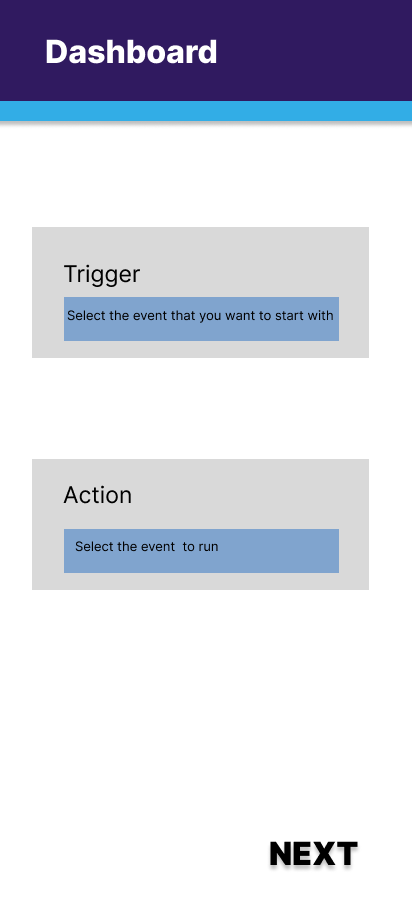 Dashboard
Trigger
Select the event that you want to start with
Action
Select the event  to run
NEXT